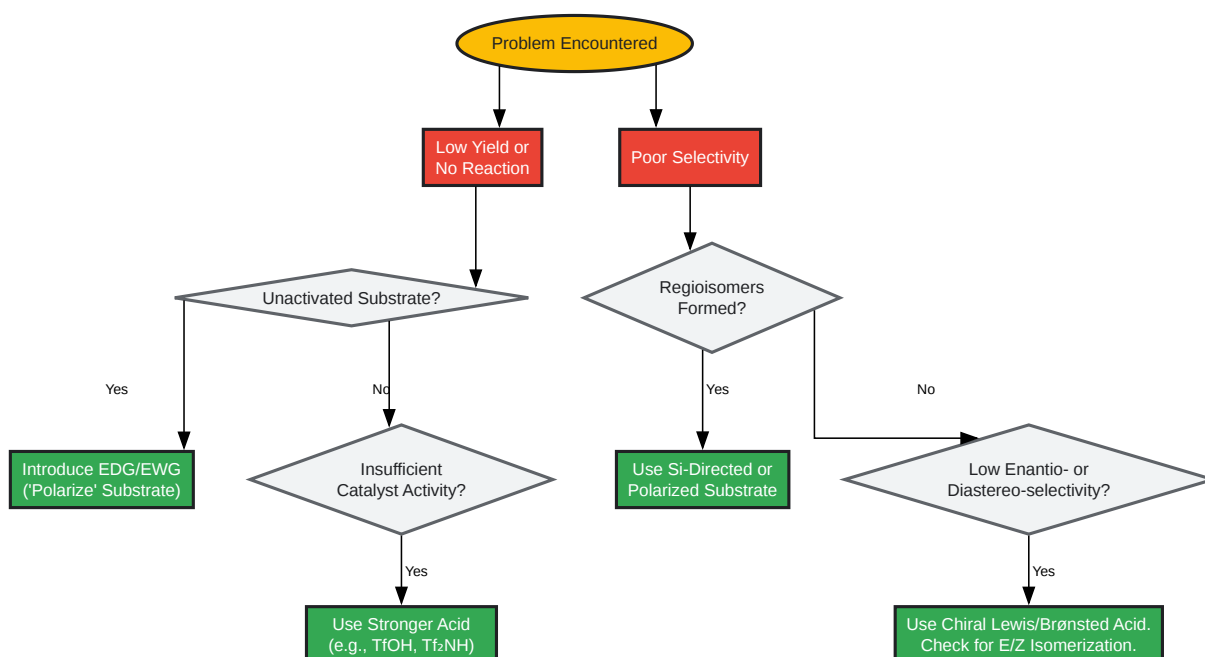 Problem Encountered
Low Yield or
No Reaction
Poor Selectivity
Unactivated Substrate?
Regioisomers
Formed?
Yes
No
Yes
No
Introduce EDG/EWG
('Polarize' Substrate)
Insufficient
Catalyst Activity?
Use Si-Directed or
Polarized Substrate
Low Enantio- or
Diastereo-selectivity?
Yes
Yes
Use Stronger Acid
(e.g., TfOH, Tf₂NH)
Use Chiral Lewis/Brønsted Acid.
Check for E/Z Isomerization.